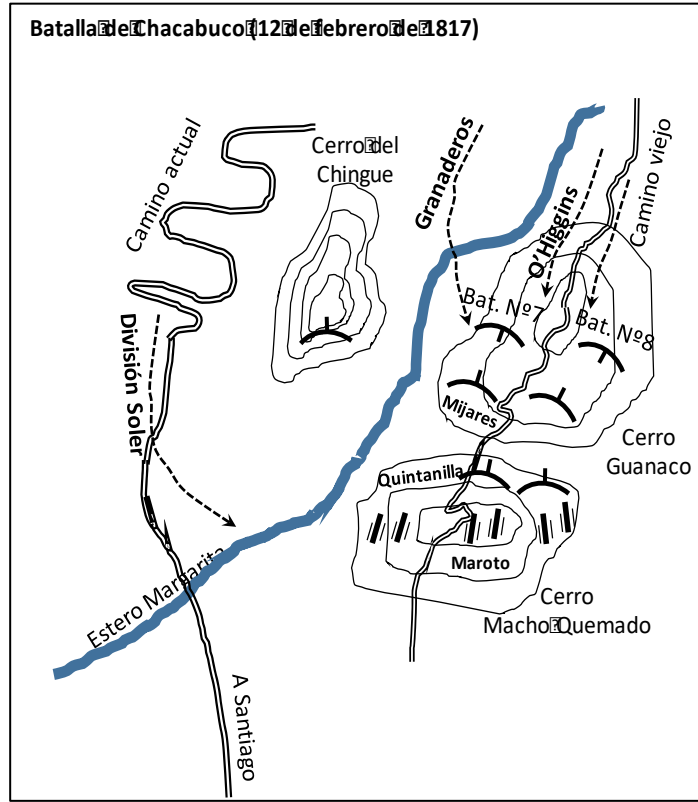 Batalla de Chacabuco (12 de febrero de 1817)
Camino actual
Cerro del
Chingue
Granaderos
O'Higgins
Camino viejo
Bat. Nº7
Bat. Nº8
División Soler
Mijares
Cerro
Guanaco
Quintanilla
Maroto
Estero Margarita
Cerro
Macho Quemado
A Santiago